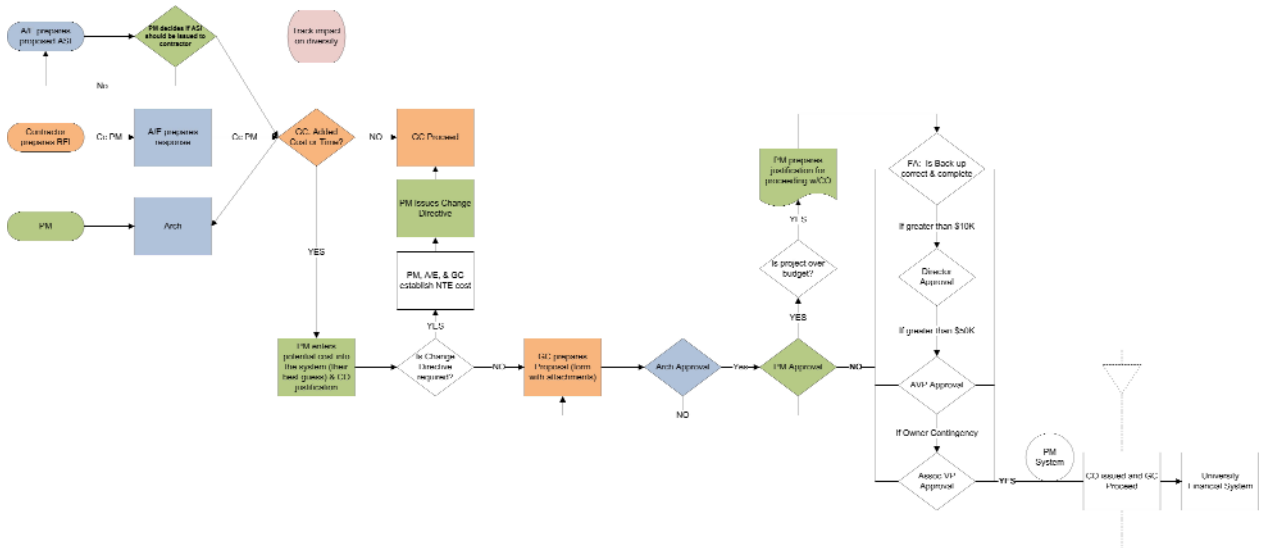 A/E prepares
proposed ASI
PM decides if ASI
should be issued to
contractor
Track impact
on diversity
No
Contractor
prepares RFI
Cc PM
A/E prepares
response
Cc PM
GC: Added
Cost or Time?
NO
GC Proceed
PM
Arch
PM Issues Change
Directive
YES
PM, A/E, & GC
establish NTE cost
YES
PM enters
potential cost into
the system (their
best guess) & CO
justification
Is Change
Directive
required?
NO
GC prepares
Proposal (form
with attachments)
Arch Approval
NO
Yes
PM Approval
YES
Is project over
budget?
YES
PM prepares
justification for
proceeding w/CO
NO
FA: Is Back up
correct & complete
If greater than $10K
Director
Approval
If greater than $50K
AVP Approval
If Owner Contingency
Assoc VP
Approval
YES
PM
System
CO issued and GC
Proceed
University
Financial System